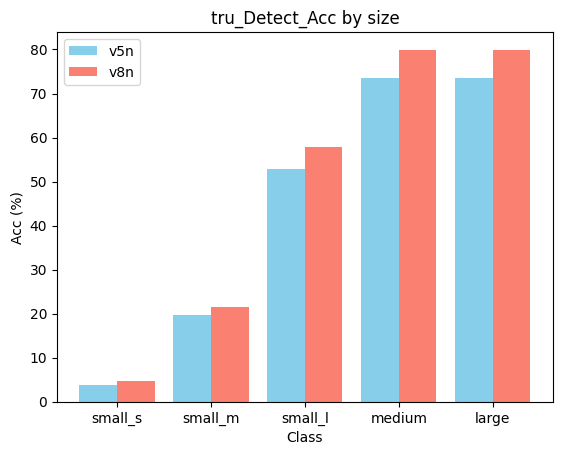 tru_Detect_Acc by size
v5n
v8n
Acc (%)
80
70
60
50
40
30
20
10
0
small_s small_m small_l medium large
Class